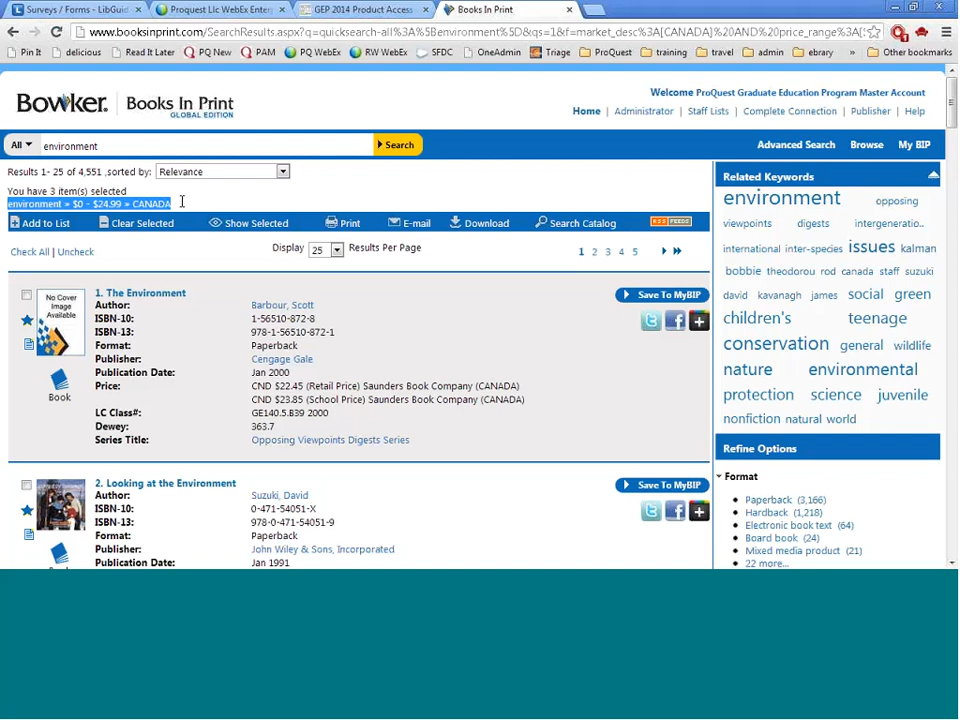 Surveys / Forms - LibGuid
Proquest Llc WebEx Enterp
GEP 2014 Product Access
Books In Print
www.booksinprint.com/SearchResults.aspx?q=quicksearch-all%3A%5Benvironment%5D&qs=1&f=market_desc%3A[CANADA]%20AND%20price_range%3A[
Pin It delicious Read It Later PQ New PAM PQ WebEx RW WebEx SFDC OneAdmin Triage ProQuest training travel admin ebrary » Other bookmarks
Bowker. Books In Print
GLOBAL EDITION
Welcome ProQuest Graduate Education Program Master Account
Home | Administrator | Staff Lists | Complete Connection | Publisher | Help
All environment Search
Advanced Search Browse My BIP
Results 1- 25 of 4,551 ,sorted by: Relevance
You have 3 item(s) selected
environment » $0 - $24.99 » CANADA
Add to List Clear Selected Show Selected Print E-mail Download Search Catalog RSS FEEDS
Check All | Uncheck Display 25 Results Per Page 1 2 3 4 5
No Cover Image Available
Book
1. The Environment
Save To MyBIP
Author: Barbour, Scott
ISBN-10: 1-56510-872-8
ISBN-13: 978-1-56510-872-1
Format: Paperback
Publisher: Cengage Gale
Publication Date: Jan 2000
Price: CND $22.45 (Retail Price) Saunders Book Company (CANADA)
CND $23.85 (School Price) Saunders Book Company (CANADA)
LC Class#: GE140.5.B39 2000
Dewey: 363.7
Series Title: Opposing Viewpoints Digests Series
2. Looking at the Environment
Save To MyBIP
Author: Suzuki, David
ISBN-10: 0-471-54051-X
ISBN-13: 978-0-471-54051-9
Format: Paperback
Publisher: John Wiley & Sons, Incorporated
Publication Date: Jan 1991
Related Keywords
environment opposing
viewpoints digests intergeneratio..
international inter-species issues kalman
bobbie theodorou rod canada staff suzuki
david kavanagh james social green
children's teenage
conservation general wildlife
nature environmental
protection science juvenile
nonfiction natural world
Refine Options
Format
Paperback (3,166)
Hardback (1,218)
Electronic book text (64)
Board book (24)
Mixed media product (21)
22 more...